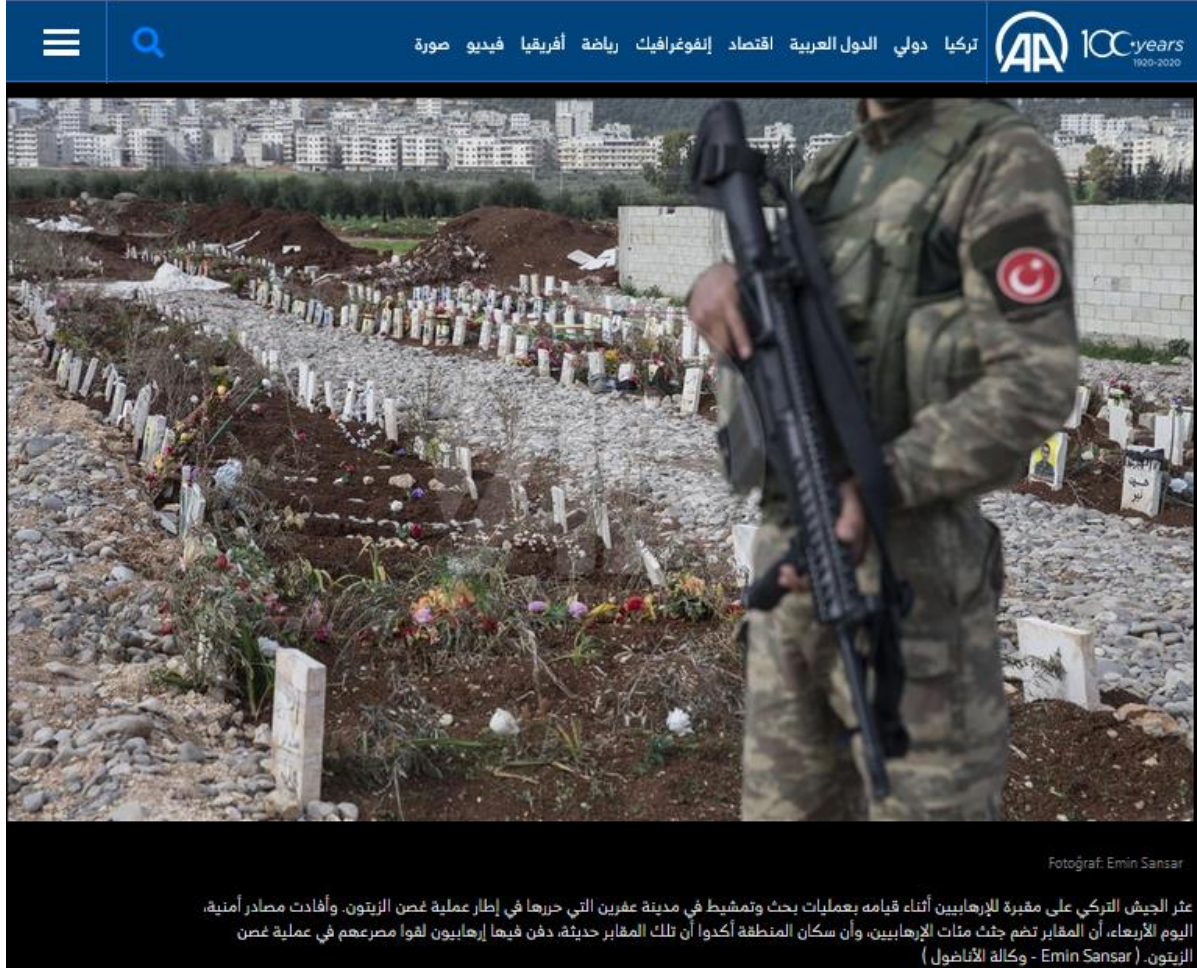 تركيا دولي الدول العربية اقتصاد إنفوغرافيك رياضة أفريقيا فيديو صورة
AA
100 years
1920-2020
Fotoğraf: Emin Sansar
عثر الجيش التركي على مقبرة للإرهابيين أثناء قيامه بعمليات بحث وتمشيط في مدينة عفرين التي حررها في إطار عملية غصن الزيتون. وأفادت مصادر أمنية،
اليوم الأربعاء، أن المقابر تضم جثث مئات الإرهابيين، وأن سكان المنطقة أكدوا أن تلك المقابر حديثة، دفن فيها إرهابيون لقوا مصرعهم في عملية غصن
الزيتون. ( Emin Sansar - وكالة الأناضول )